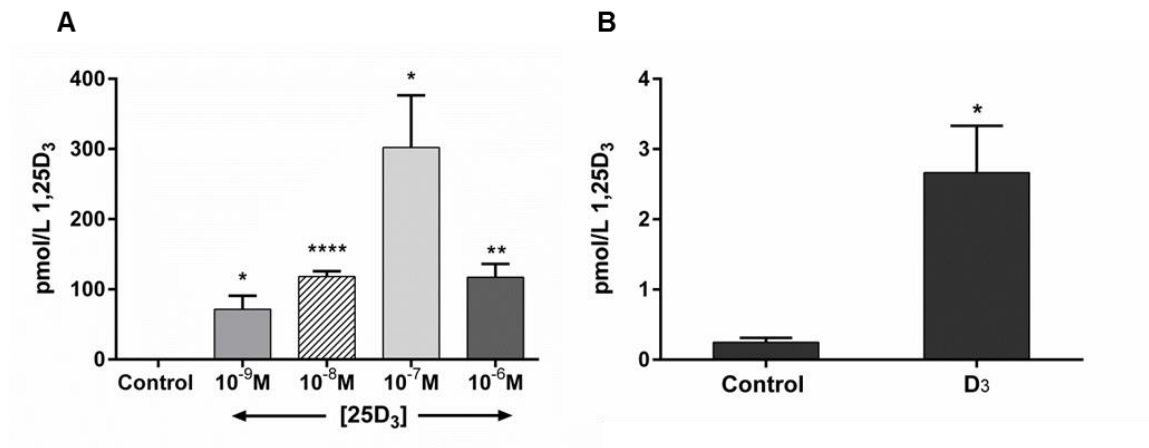 A
pmol/L 1,25D₃
400
300
200
100
0
*
****
*
**
Control 10⁻⁹M 10⁻⁸M 10⁻⁷M 10⁻⁶M
[25D₃]
B
pmol/L 1,25D₃
4
3
2
1
0
*
Control D3